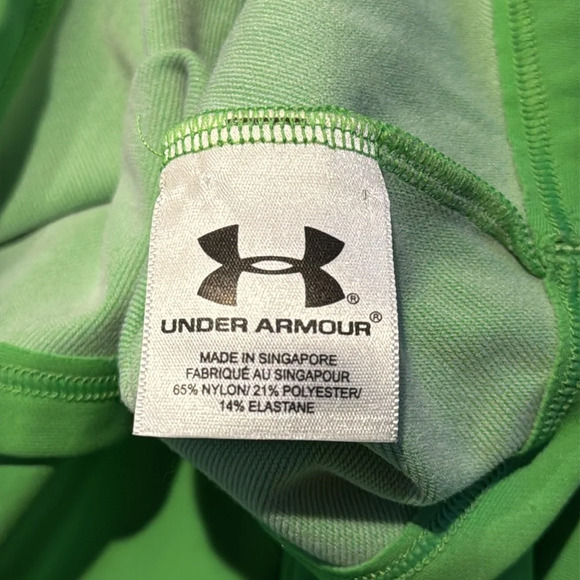 ®
UNDER ARMOUR®
MADE IN SINGAPORE
FABRIQUÉ AU SINGAPOUR
65% NYLON/ 21% POLYESTER/
14% ELASTANE